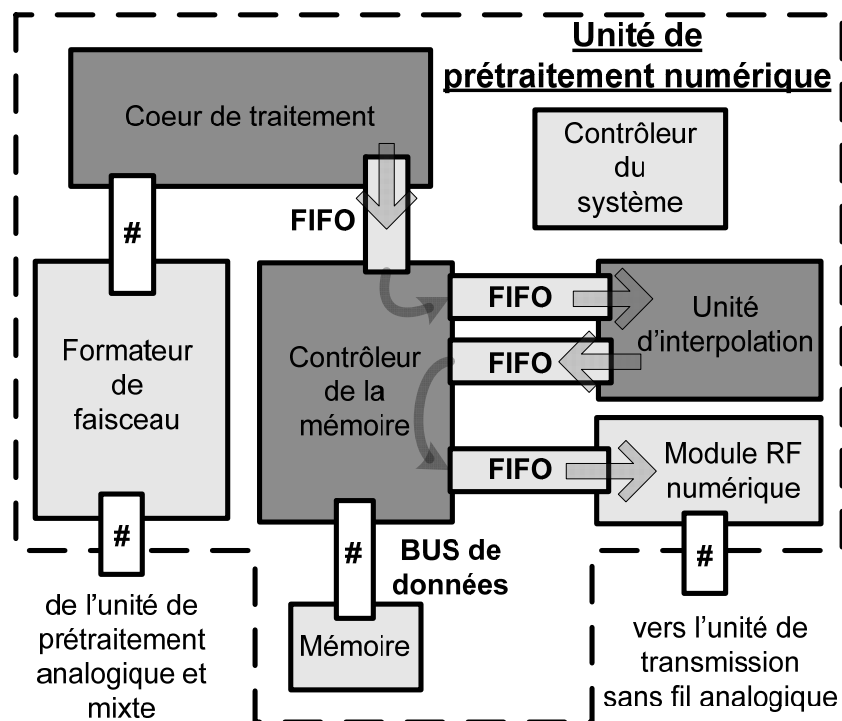 Unité de
prétraitement numérique
Coeur de traitement
Contrôleur
du
système
#
FIFO
Formateur
de
faisceau
Contrôleur
de la
mémoire
FIFO
FIFO
FIFO
Unité
d'interpolation
Module RF
numérique
#
#
#
BUS de
données
Mémoire
de l'unité de
prétraitement
analogique et
mixte
vers l'unité de
transmission
sans fil analogique